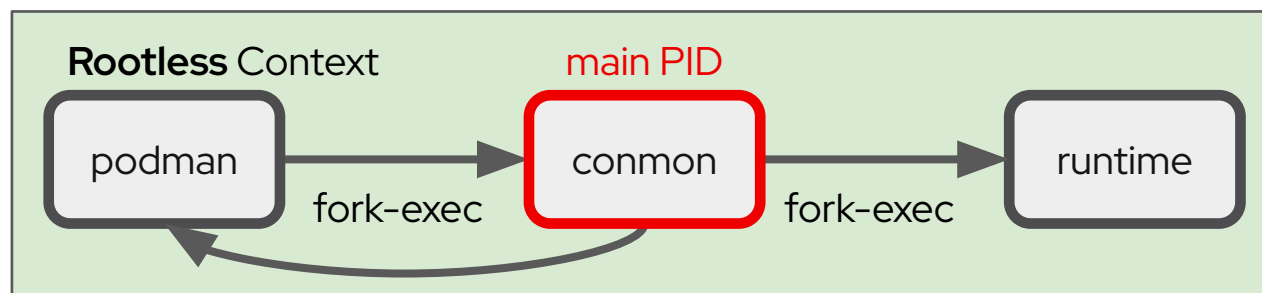 Rootless Context
main PID
podman
conmon
runtime
fork-exec
fork-exec